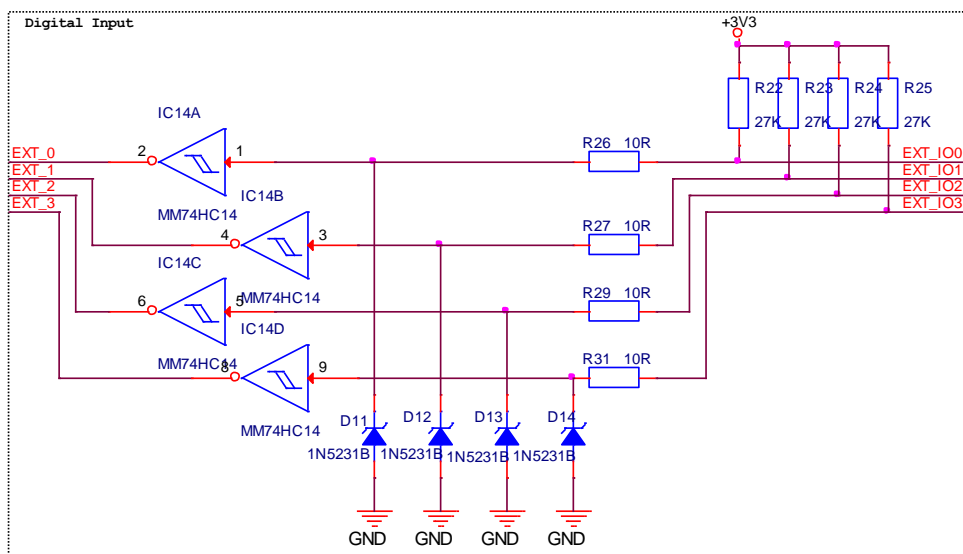 Digital Input
+3V3
R22 R23 R24 R25
27K 27K 27K 27K
IC14A
2 1
R26 10R
EXT_0
EXT_IO0
EXT_1
EXT_IO1
EXT_2
EXT_IO2
EXT_3
EXT_IO3
IC14B
MM74HC14
4 3
R27 10R
IC14C
MM74HC14
6 5
R29 10R
IC14D
MM74HC14
8 9
R31 10R
MM74HC14
D11 D12 D13 D14
1N5231B 1N5231B 1N5231B 1N5231B
GND GND GND GND